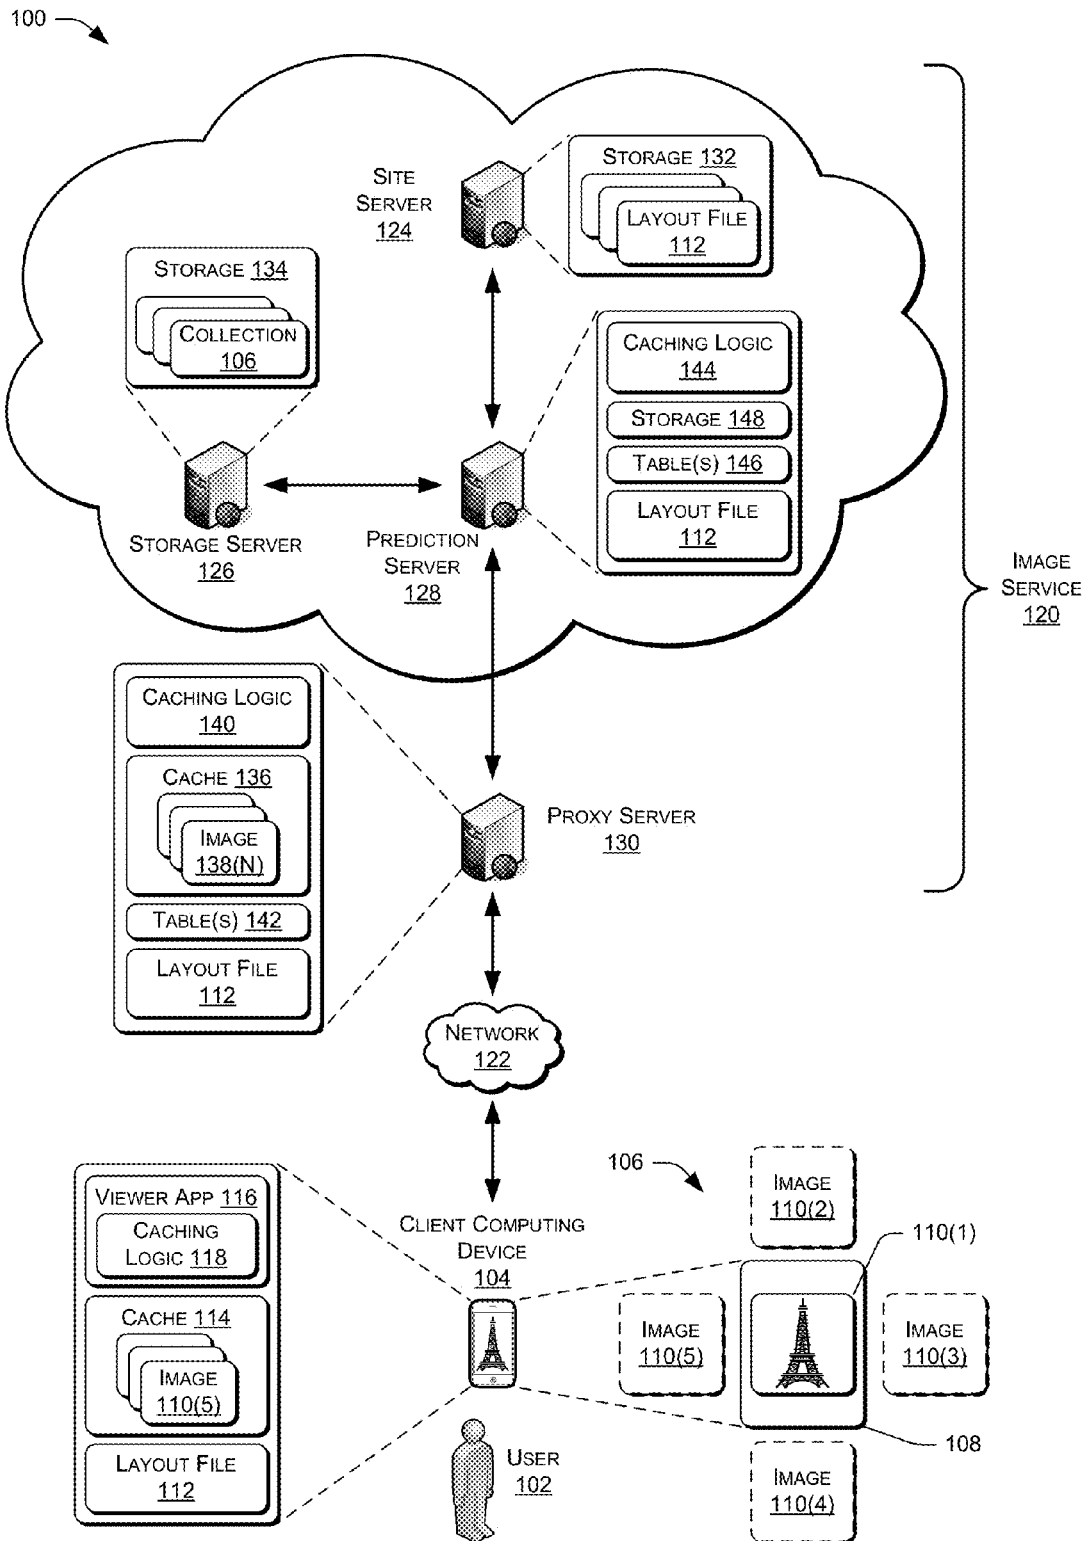 100
SITE
SERVER
124
STORAGE 132
LAYOUT FILE
112
STORAGE 134
COLLECTION
106
CACHING LOGIC
144
STORAGE 148
TABLE(S) 146
LAYOUT FILE
112
STORAGE SERVER
126
PREDICTION
SERVER
128
IMAGE
SERVICE
120
CACHING LOGIC
140
CACHE 136
IMAGE
138(N)
TABLE(S) 142
LAYOUT FILE
112
PROXY SERVER
130
NETWORK
122
VIEWER APP 116
CACHING
LOGIC 118
CACHE 114
IMAGE
110(5)
LAYOUT FILE
112
CLIENT COMPUTING
DEVICE
104
USER
102
106
IMAGE
110(2)
110(1)
IMAGE
110(5)
IMAGE
110(3)
108
IMAGE
110(4)